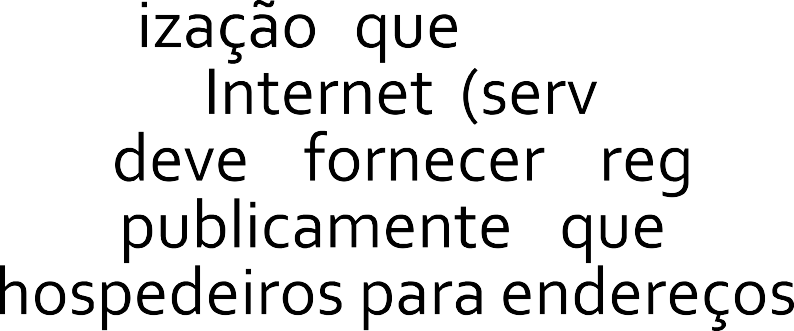 ização que
Internet (serv
deve fornecer reg
publicamente que
hospedeiros para endereços